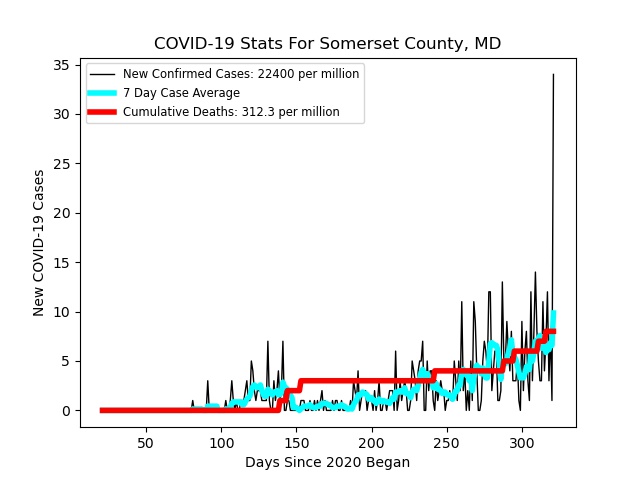 COVID-19 Stats For Somerset County, MD
New Confirmed Cases: 22400 per million
7 Day Case Average
Cumulative Deaths: 312.3 per million
New COVID-19 Cases
35
30
25
20
15
10
5
0
50 100 150 200 250 300
Days Since 2020 Began